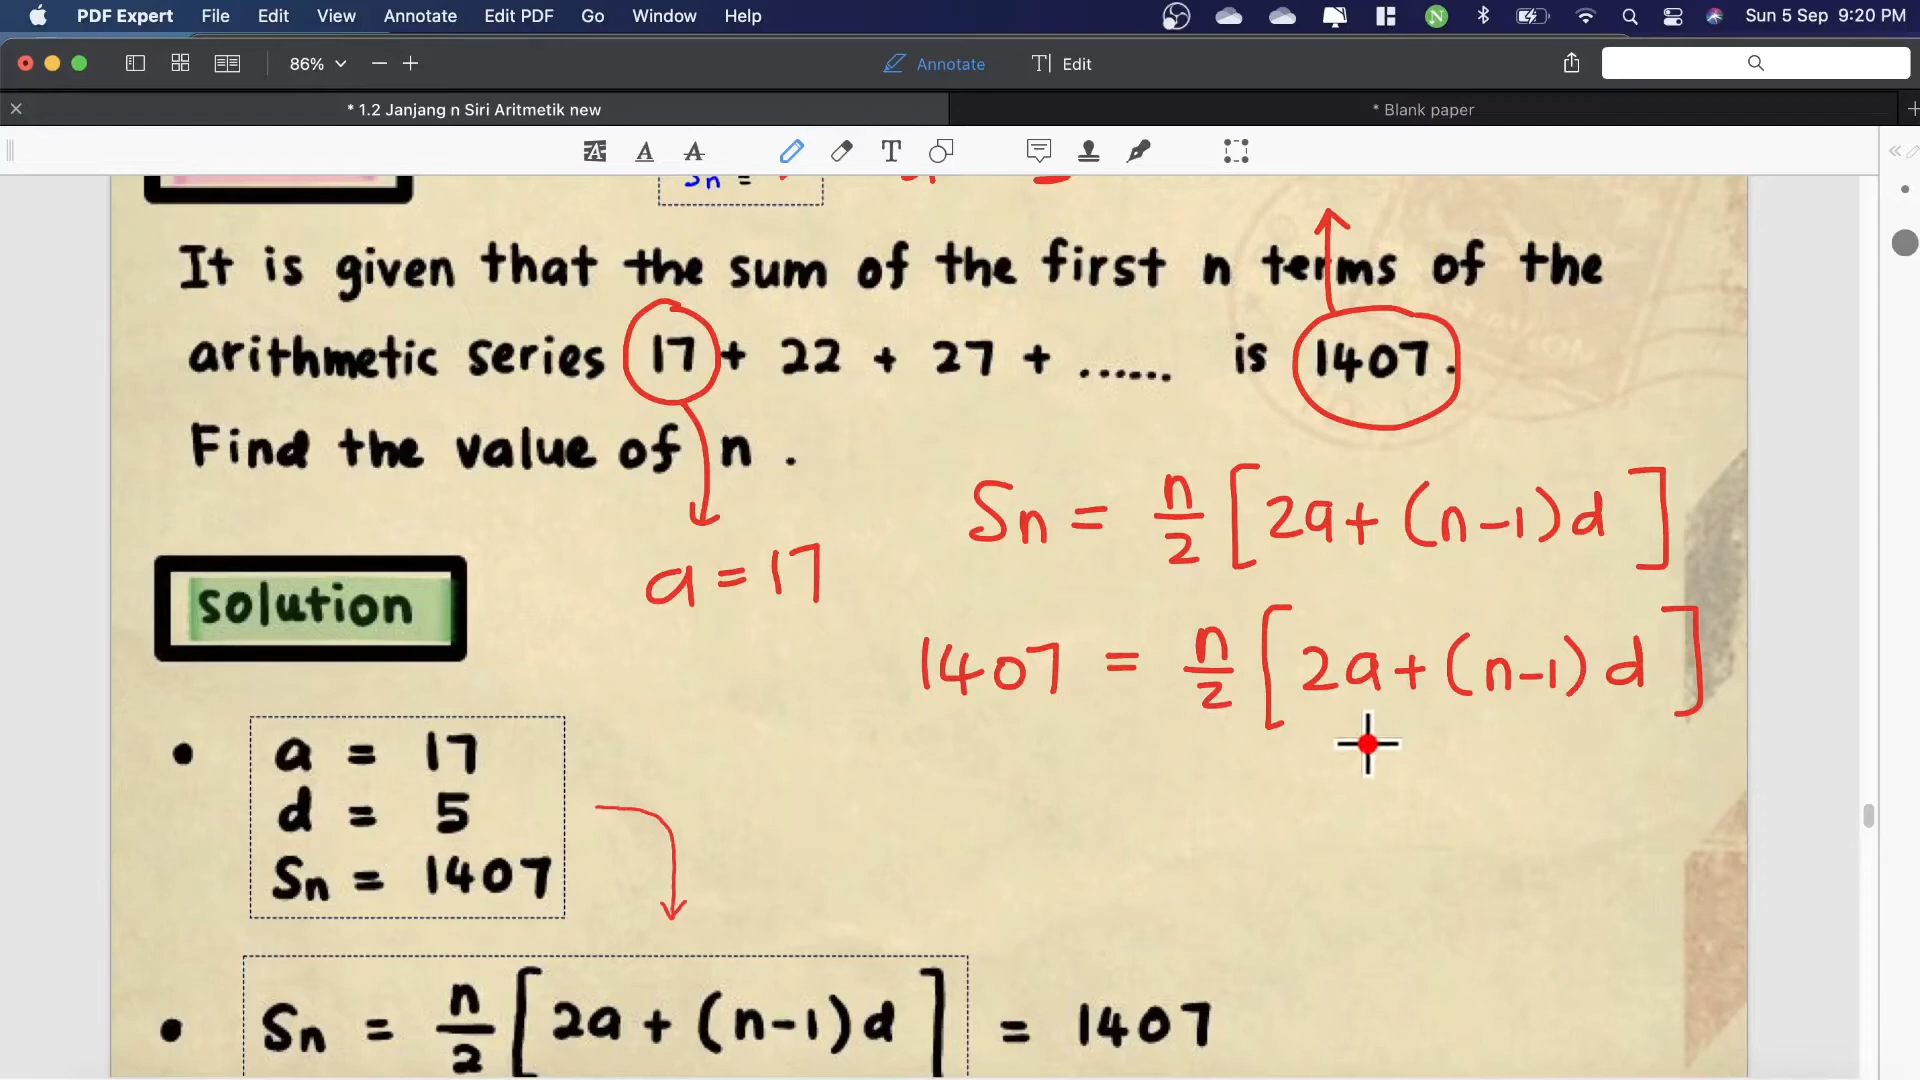 PDF Expert File Edit View Annotate Edit PDF Go Window Help Sun 5 Sep 9:20 PM
86% Annotate T| Edit
* 1.2 Janjang n Siri Aritmetik new * Blank paper
Sn =
It is given that the sum of the first n terms of the
arithmetic series 17 + 22 + 27 + ...... is 1407.
Find the value of n .
Sn = n/2 [2a+ (n-1)d]
a = 17
solution
1407 = n/2 [2a+(n-1)d]
• a = 17
d = 5
Sn = 1407
• Sn = n/2 [2a + (n-1)d] = 1407